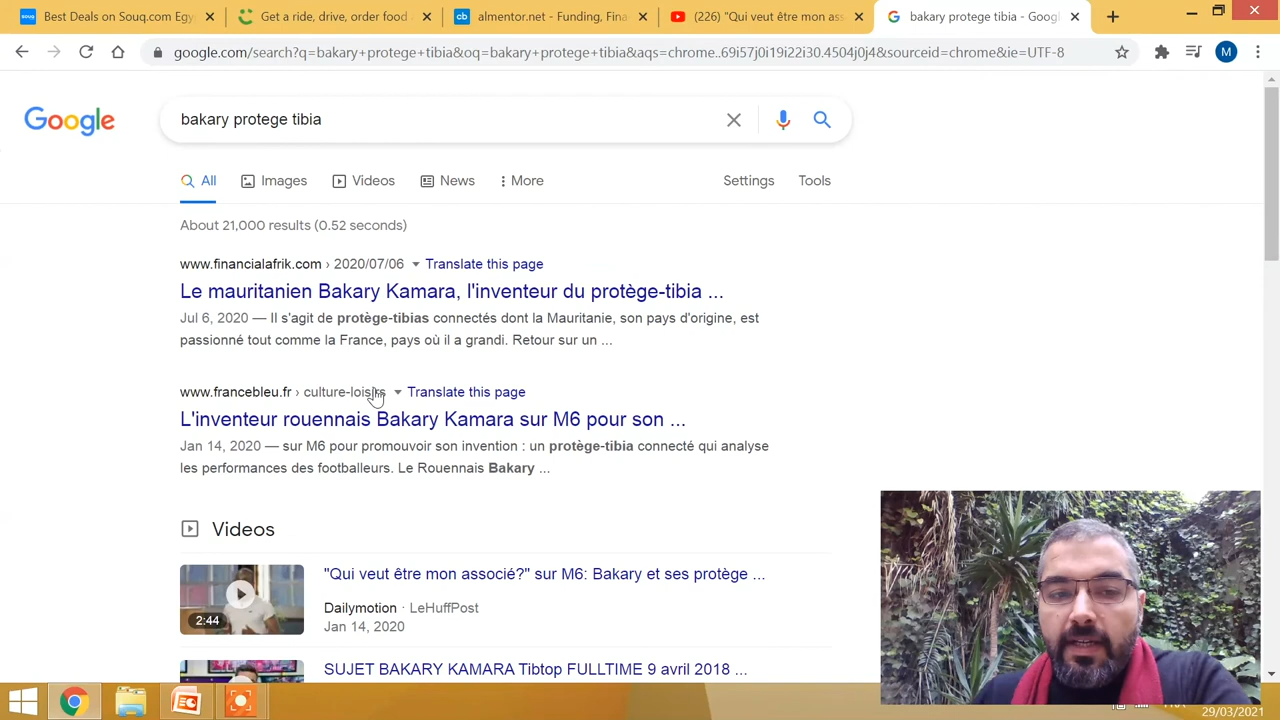 Best Deals on Souq.com Egy
Get a ride, drive, order food
almentor.net - Funding, Fina
(226) "Qui veut être mon ass
bakary protege tibia - Googl
google.com/search?q=bakary+protege+tibia&oq=bakary+protege+tibia&aqs=chrome..69i57j0i19i22i30.4504j0j4&sourceid=chrome&ie=UTF-8
M
Google
bakary protege tibia
All
Images
Videos
News
More
Settings
Tools
About 21,000 results (0.52 seconds)
www.financialafrik.com › 2020/07/06
Translate this page
Le mauritanien Bakary Kamara, l'inventeur du protège-tibia ...
Jul 6, 2020 — Il s'agit de protège-tibias connectés dont la Mauritanie, son pays d'origine, est
passionné tout comme la France, pays où il a grandi. Retour sur un ...
www.francebleu.fr › culture-loisirs
Translate this page
L'inventeur rouennais Bakary Kamara sur M6 pour son ...
Jan 14, 2020 — sur M6 pour promouvoir son invention : un protège-tibia connecté qui analyse
les performances des footballeurs. Le Rouennais Bakary ...
Videos
2:44
"Qui veut être mon associé?" sur M6: Bakary et ses protège ...
Dailymotion · LeHuffPost
Jan 14, 2020
SUJET BAKARY KAMARA Tibtop FULLTIME 9 avril 2018 ...
29/03/2021